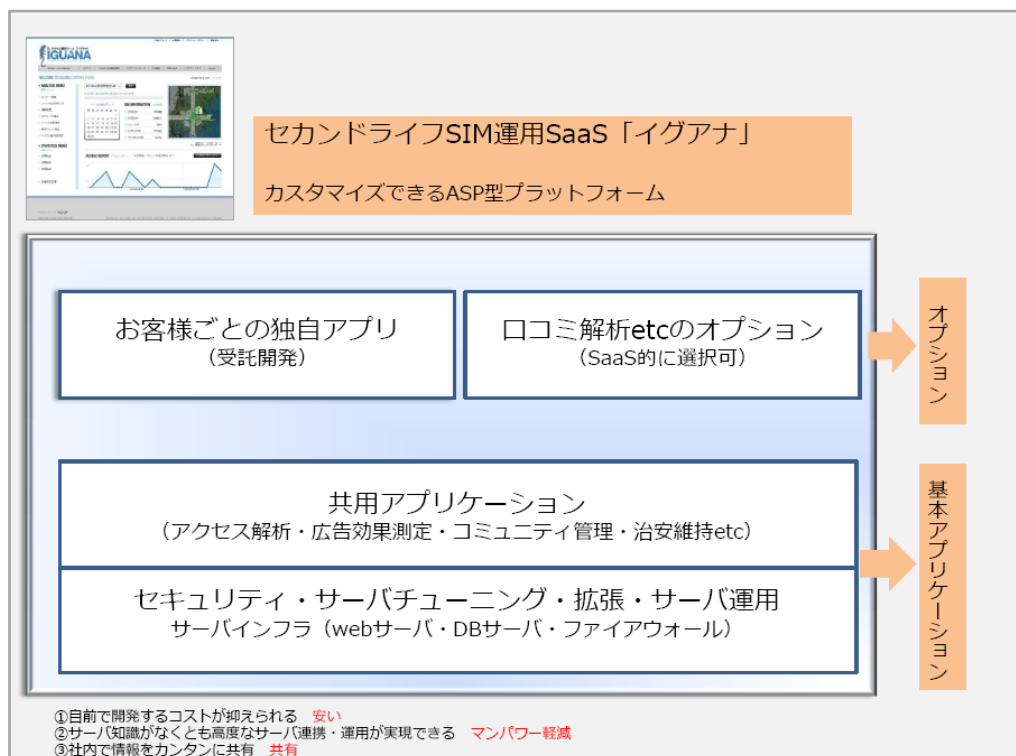 IGUANA
セカンドライフSIM運用SaaS「イグアナ」
カスタマイズできるASP型プラットフォーム
お客様ごとの独自アプリ
（受託開発）
口コミ解析etcのオプション
（SaaS的に選択可）
オプション
共用アプリケーション
（アクセス解析・広告効果測定・コミュニティ管理・治安維持etc）
セキュリティ・サーバチューニング・拡張・サーバ運用
サーバインフラ（webサーバ・DBサーバ・ファイアウォール）
基本アプリケーション
①自前で開発するコストが抑えられる　安い
②サーバ知識がなくとも高度なサーバ連携・運用が実現できる　マンパワー軽減
③社内で情報をカンタンに共有　共有